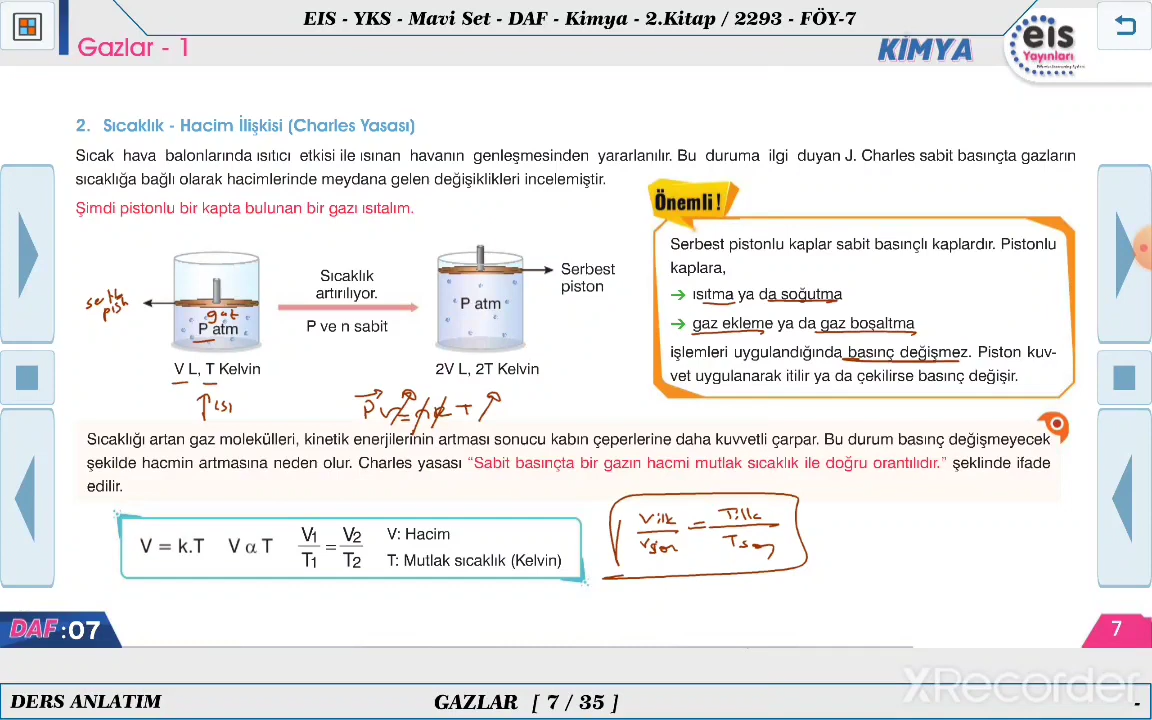 EIS - YKS - Mavi Set - DAF - Kimya - 2.Kitap / 2293 - FÖY-7
Gazlar - 1
KİMYA
eis
Yayınları
2. Sıcaklık - Hacim İlişkisi (Charles Yasası)
Sıcak hava balonlarında ısıtıcı etkisi ile ısınan havanın genleşmesinden yararlanılır. Bu duruma ilgi duyan J. Charles sabit basınçta gazların
sıcaklığa bağlı olarak hacimlerinde meydana gelen değişiklikleri incelemiştir.
Şimdi pistonlu bir kapta bulunan bir gazı ısıtalım.
gaz
P atm
V L, T Kelvin
↑ısı
Sıcaklık
artırılıyor.
P ve n sabit
P atm
2V L, 2T Kelvin
Serbest
piston
Önemli !
Serbest pistonlu kaplar sabit basınçlı kaplardır. Pistonlu
kaplara,
→ ısıtma ya da soğutma
→ gaz ekleme ya da gaz boşaltma
işlemleri uygulandığında basınç değişmez. Piston kuv-
vet uygulanarak itilir ya da çekilirse basınç değişir.
Sıcaklığı artan gaz molekülleri, kinetik enerjilerinin artması sonucu kabın çeperlerine daha kuvvetli çarpar. Bu durum basınç değişmeyecek
şekilde hacmin artmasına neden olur. Charles yasası “Sabit basınçta bir gazın hacmi mutlak sıcaklık ile doğru orantılıdır.” şeklinde ifade
edilir.
V = k.T V α T V1/T1 = V2/T2
V: Hacim
T: Mutlak sıcaklık (Kelvin)
Vilk/Vson = Tilk/Tson
DAF :07
7
XRecorder
DERS ANLATIM
GAZLAR [ 7 / 35 ]
-